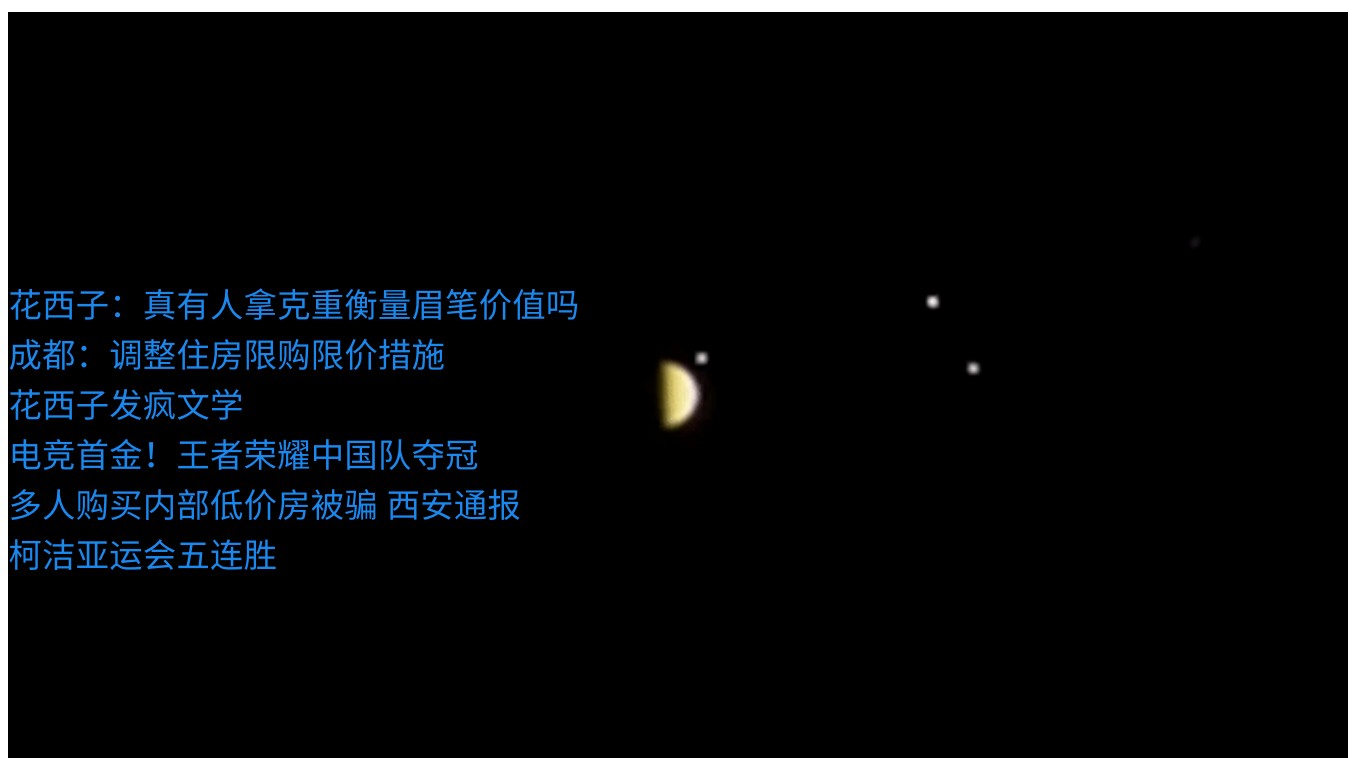 花西子：真有人拿克重衡量眉笔价值吗
成都：调整住房限购限价措施
花西子发疯文学
电竞首金！王者荣耀中国队夺冠
多人购买内部低价房被骗 西安通报
柯洁亚运会五连胜